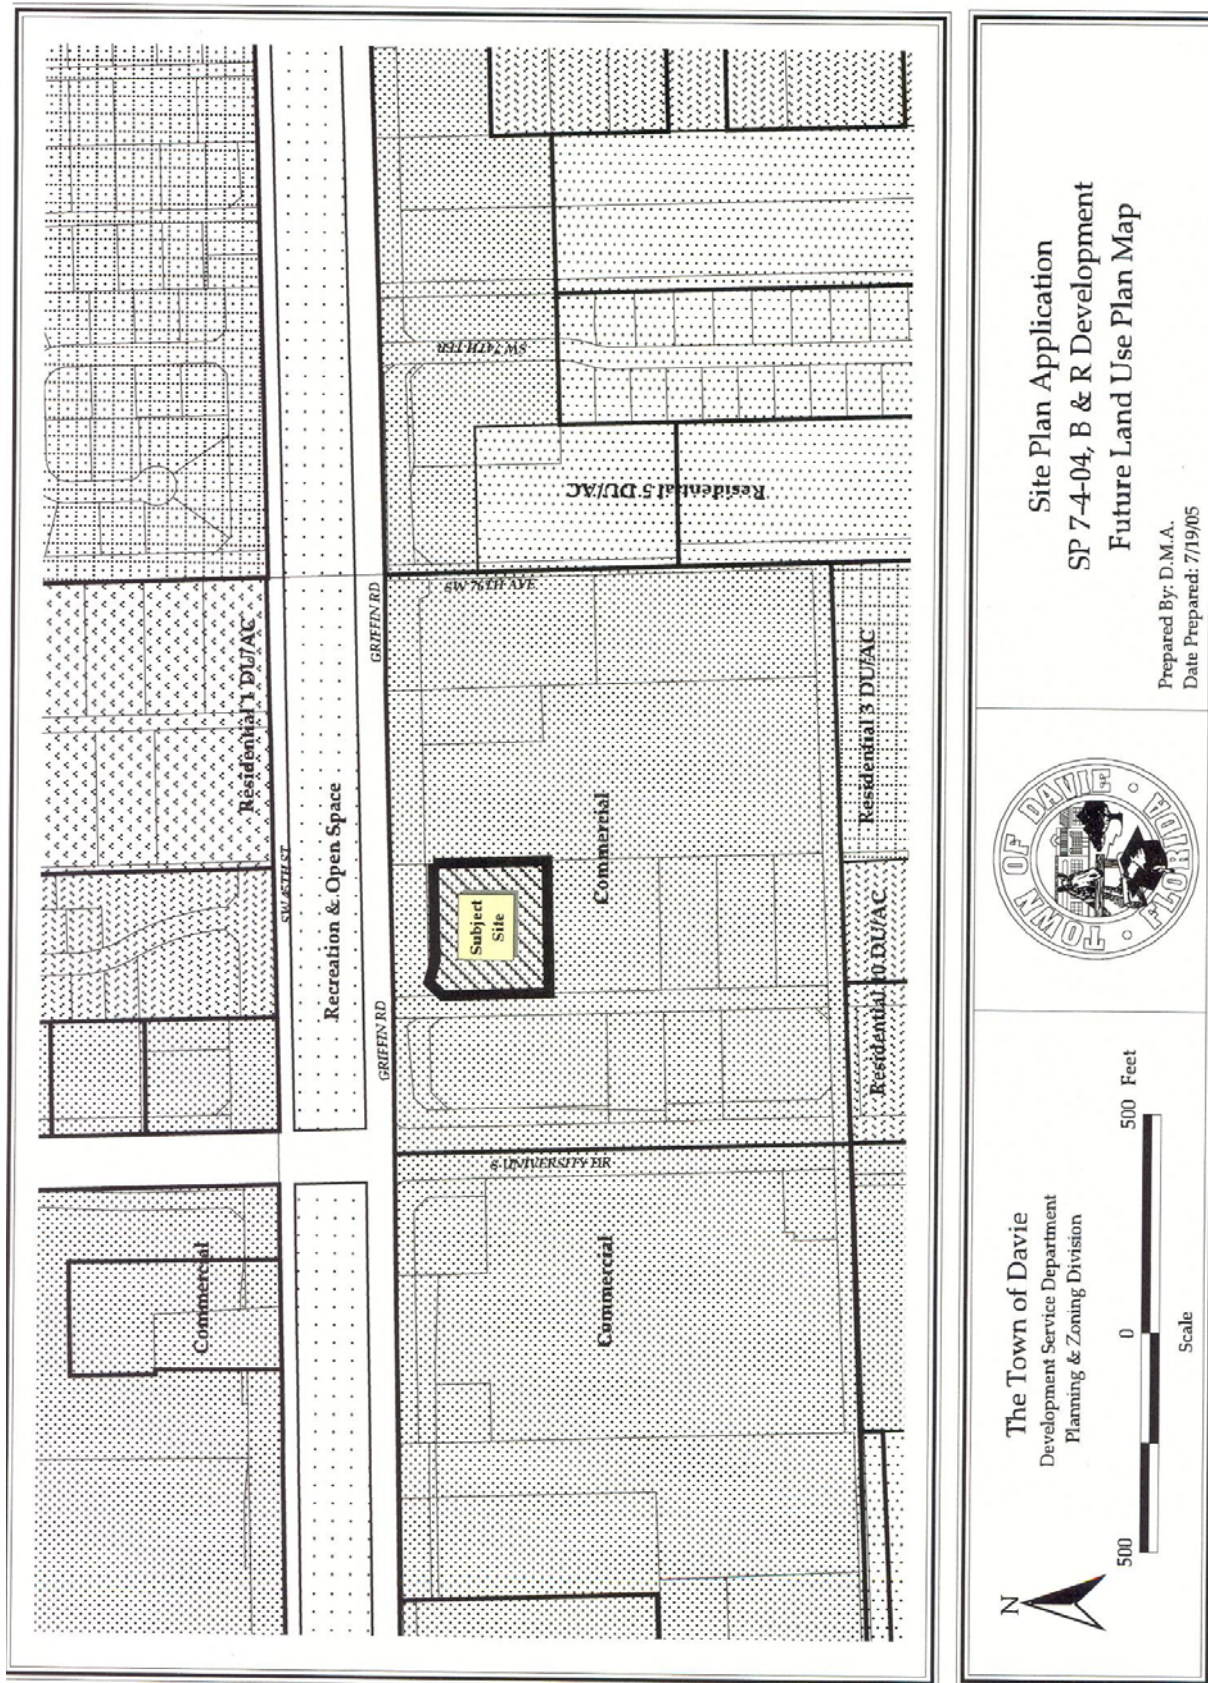 Commercial
Residential 1 DU/AC
SW 45TH ST
Recreation & Open Space
GRIFFIN RD
GRIFFIN RD
Subject
Site
S UNIVERSITY DR
SW 76TH AVE
SW 74TH TER
Commercial
Commercial
Residential 5 DU/AC
Residential 10 DU/AC
Residential 3 DU/AC
N
The Town of Davie
Development Service Department
Planning & Zoning Division
500 0 500 Feet
Scale
TOWN OF DAVIE
FLORIDA
Site Plan Application
SP 7-4-04, B & R Development
Future Land Use Plan Map
Prepared By: D.M.A.
Date Prepared: 7/19/05